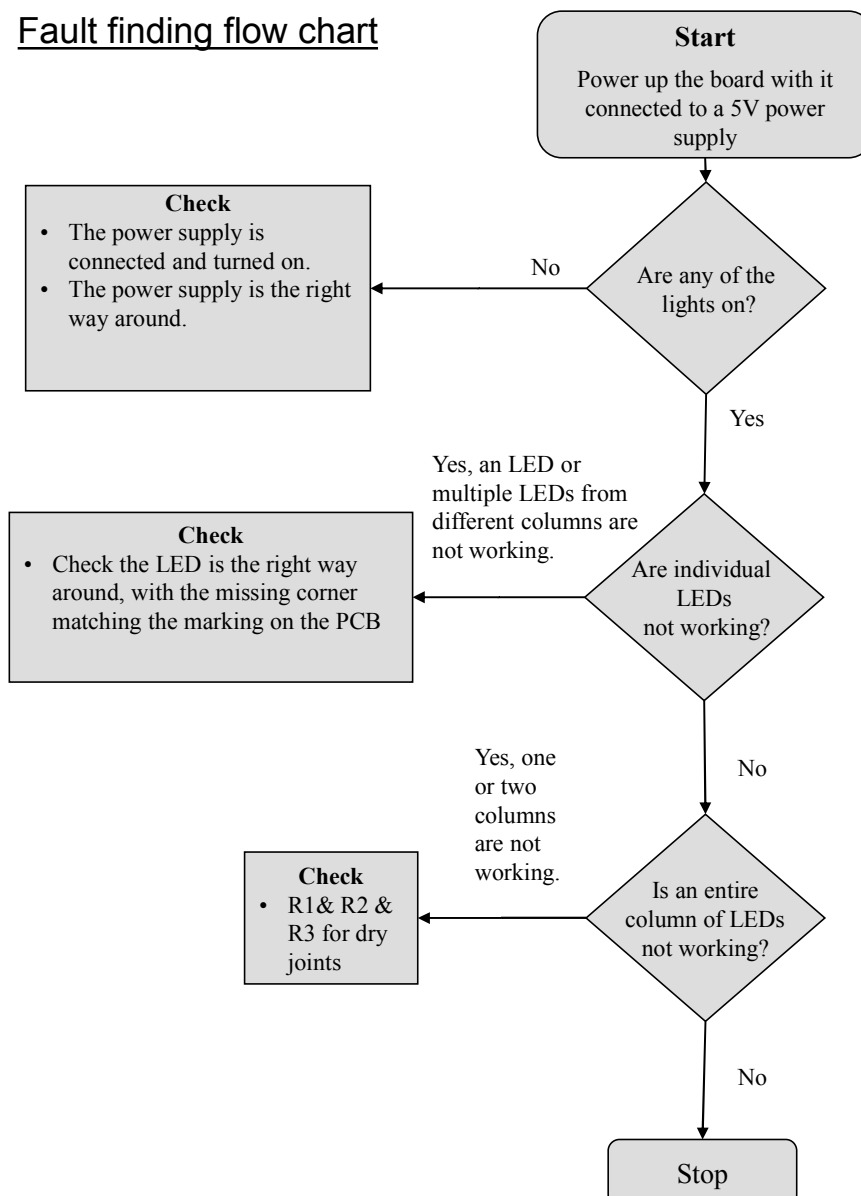 Fault finding flow chart
Start
Power up the board with it
connected to a 5V power
supply
Check
• The power supply is
connected and turned on.
• The power supply is the right
way around.
No
Are any of the
lights on?
Yes
Yes, an LED or
multiple LEDs from
different columns are
not working.
Check
• Check the LED is the right way
around, with the missing corner
matching the marking on the PCB
Are individual
LEDs
not working?
No
Yes, one
or two
columns
are not
working.
Check
• R1& R2 &
R3 for dry
joints
Is an entire
column of LEDs
not working?
No
Stop